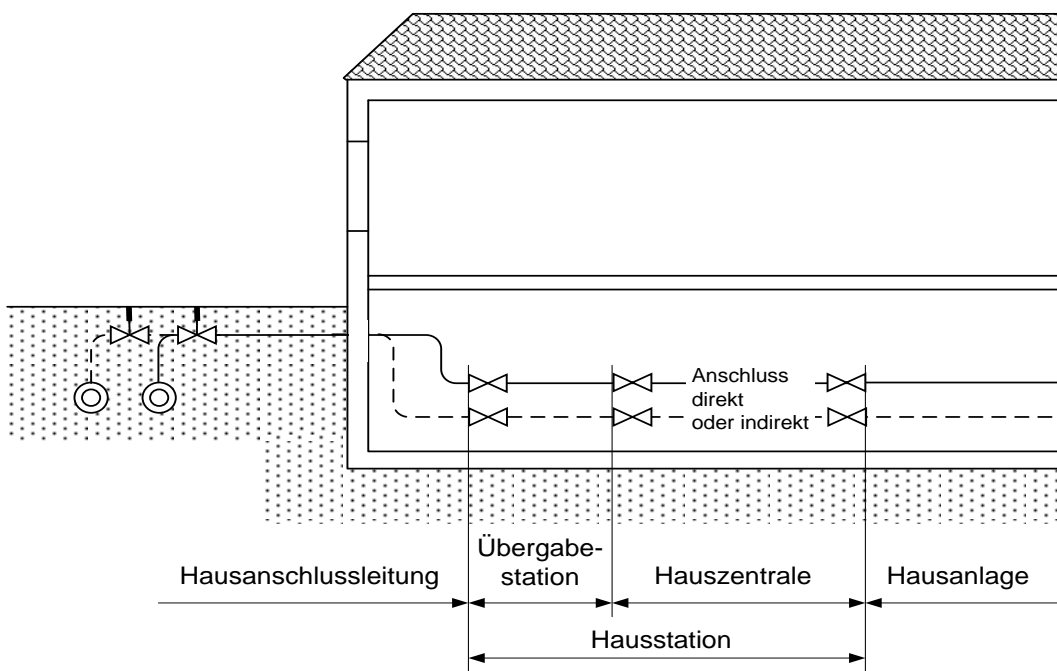 Anschluss
direkt
oder indirekt
Hausanschlussleitung
Übergabe-
station
Hauszentrale
Hausanlage
Hausstation